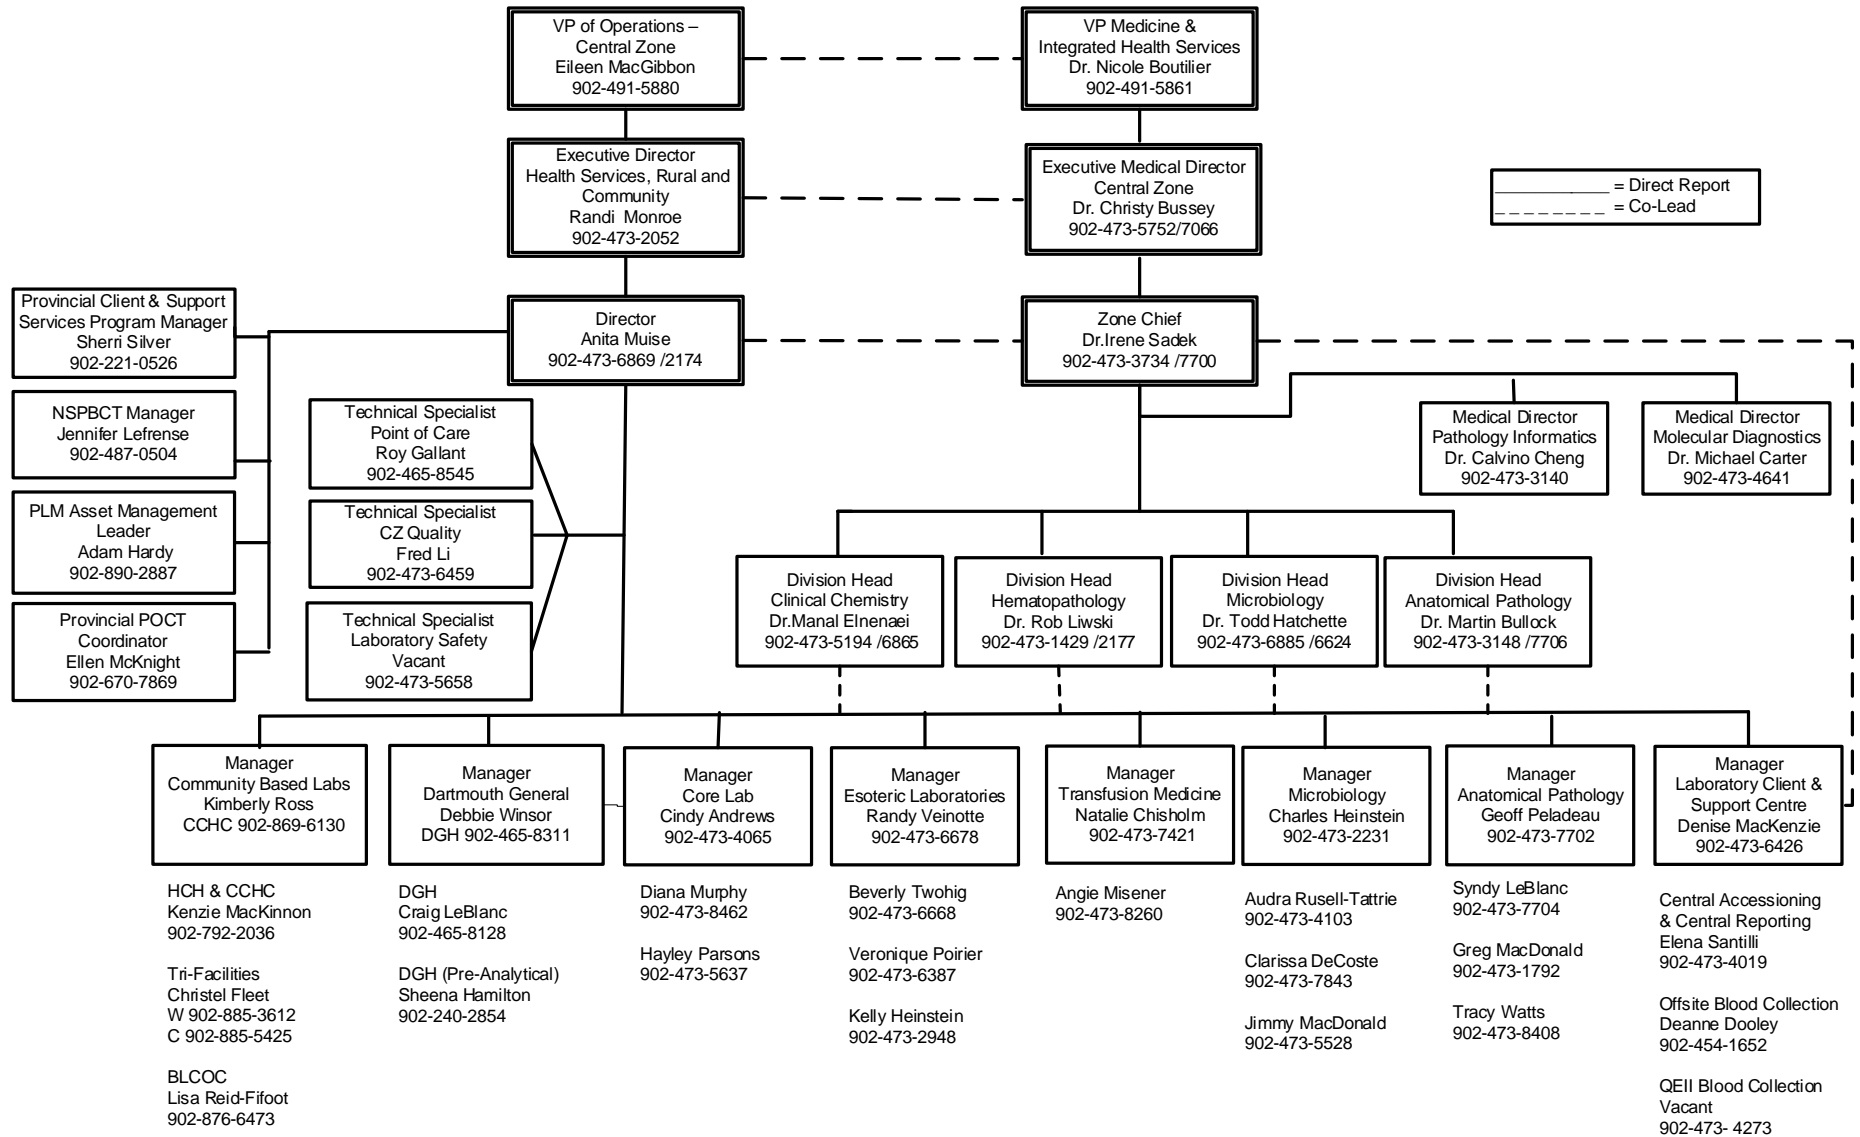 VP of Operations –
Central Zone
Eileen MacGibbon
902-491-5880
VP Medicine &
Integrated Health Services
Dr. Nicole Boutilier
902-491-5861
Executive Director
Health Services, Rural and
Community
Randi Monroe
902-473-2052
Executive Medical Director
Central Zone
Dr. Christy Bussey
902-473-5752/7066
= Direct Report
= Co-Lead
Provincial Client & Support
Services Program Manager
Sherri Silver
902-221-0526
Director
Anita Muise
902-473-6869 /2174
Zone Chief
Dr.Irene Sadek
902-473-3734 /7700
NSPBCT Manager
Jennifer Lefrense
902-487-0504
PLM Asset Management
Leader
Adam Hardy
902-890-2887
Provincial POCT
Coordinator
Ellen McKnight
902-670-7869
Technical Specialist
Point of Care
Roy Gallant
902-465-8545
Technical Specialist
CZ Quality
Fred Li
902-473-6459
Technical Specialist
Laboratory Safety
Vacant
902-473-5658
Medical Director
Pathology Informatics
Dr. Calvino Cheng
902-473-3140
Medical Director
Molecular Diagnostics
Dr. Michael Carter
902-473-4641
Division Head
Clinical Chemistry
Dr.Manal Elnenaei
902-473-5194 /6865
Division Head
Hematopathology
Dr. Rob Liwski
902-473-1429 /2177
Division Head
Microbiology
Dr. Todd Hatchette
902-473-6885 /6624
Division Head
Anatomical Pathology
Dr. Martin Bullock
902-473-3148 /7706
Manager
Community Based Labs
Kimberly Ross
CCHC 902-869-6130
Manager
Dartmouth General
Debbie Winsor
DGH 902-465-8311
Manager
Core Lab
Cindy Andrews
902-473-4065
Manager
Esoteric Laboratories
Randy Veinotte
902-473-6678
Manager
Transfusion Medicine
Natalie Chisholm
902-473-7421
Manager
Microbiology
Charles Heinstein
902-473-2231
Manager
Anatomical Pathology
Geoff Peladeau
902-473-7702
Manager
Laboratory Client &
Support Centre
Denise MacKenzie
902-473-6426
HCH & CCHC
Kenzie MacKinnon
902-792-2036
Tri-Facilities
Christel Fleet
W 902-885-3612
C 902-885-5425
BLCOC
Lisa Reid-Fifoot
902-876-6473
DGH
Craig LeBlanc
902-465-8128
DGH (Pre-Analytical)
Sheena Hamilton
902-240-2854
Diana Murphy
902-473-8462
Hayley Parsons
902-473-5637
Beverly Twohig
902-473-6668
Veronique Poirier
902-473-6387
Kelly Heinstein
902-473-2948
Angie Misener
902-473-8260
Audra Rusell-Tattrie
902-473-4103
Clarissa DeCoste
902-473-7843
Jimmy MacDonald
902-473-5528
Syndy LeBlanc
902-473-7704
Greg MacDonald
902-473-1792
Tracy Watts
902-473-8408
Central Accessioning
& Central Reporting
Elena Santilli
902-473-4019
Offsite Blood Collection
Deanne Dooley
902-454-1652
QEII Blood Collection
Vacant
902-473- 4273